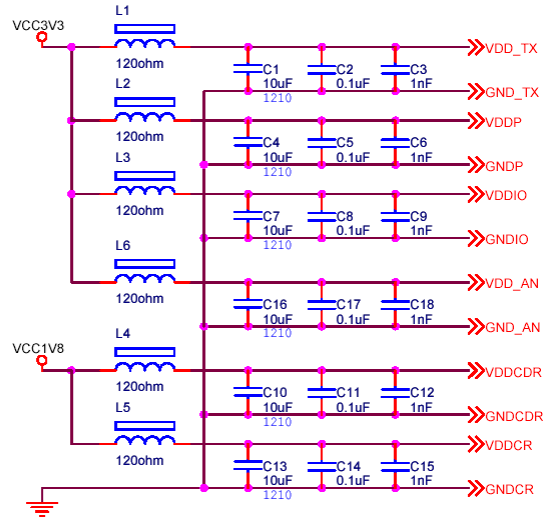 L1
VCC3V3
VDD_TX
120ohm
C1 C2 C3
10uF 0.1uF 1nF
1210
GND_TX
L2
VDDP
120ohm
C4 C5 C6
10uF 0.1uF 1nF
1210
GNDP
L3
VDDIO
120ohm
C7 C8 C9
10uF 0.1uF 1nF
1210
GNDIO
L6
VDD_AN
120ohm
C16 C17 C18
10uF 0.1uF 1nF
1210
GND_AN
L4
VCC1V8
VDDCDR
120ohm
C10 C11 C12
10uF 0.1uF 1nF
1210
GNDCDR
L5
VDDCR
120ohm
C13 C14 C15
10uF 0.1uF 1nF
1210
GNDCR